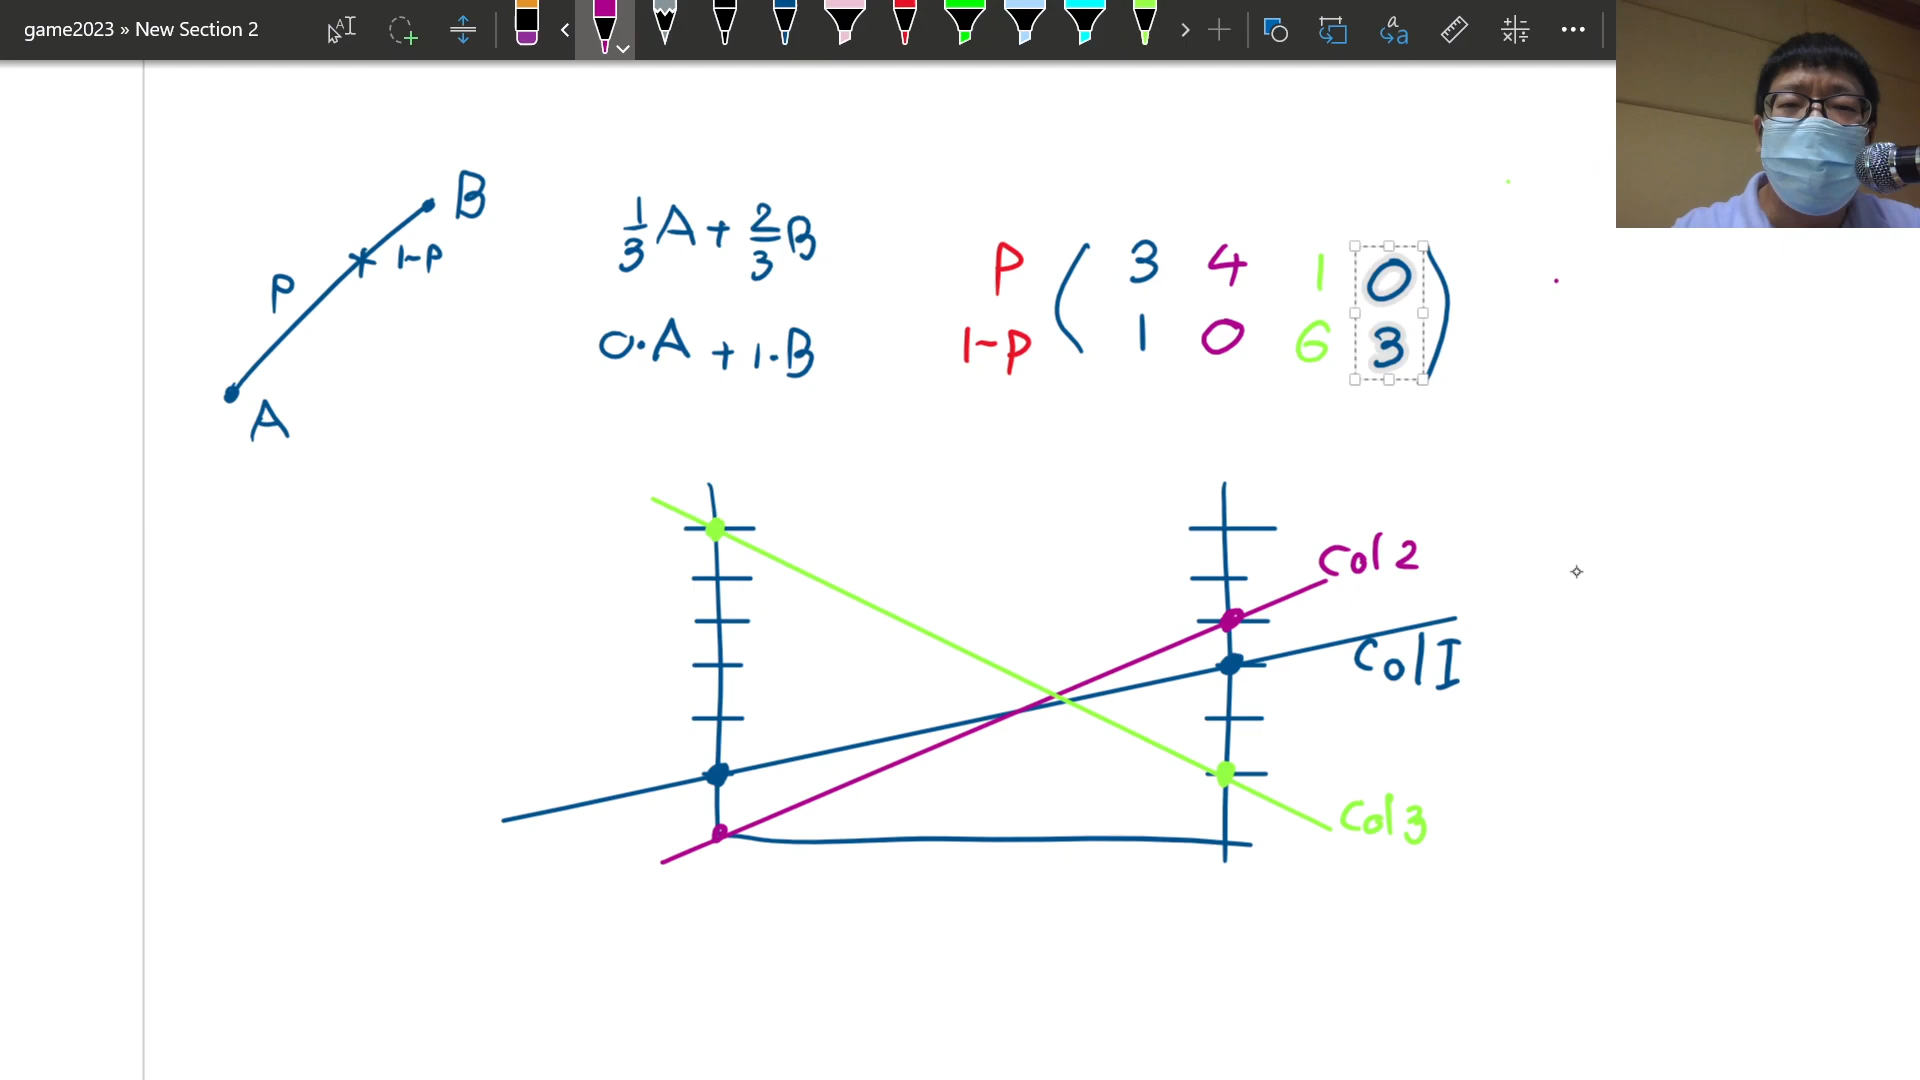 game2023 » New Section 2
B
1-P
P
A
1/3 A + 2/3 B
0·A + 1·B
P ( 3 4 1 0 )
1-P ( 1 0 6 3 )
Col 2
Col 1
Col 3